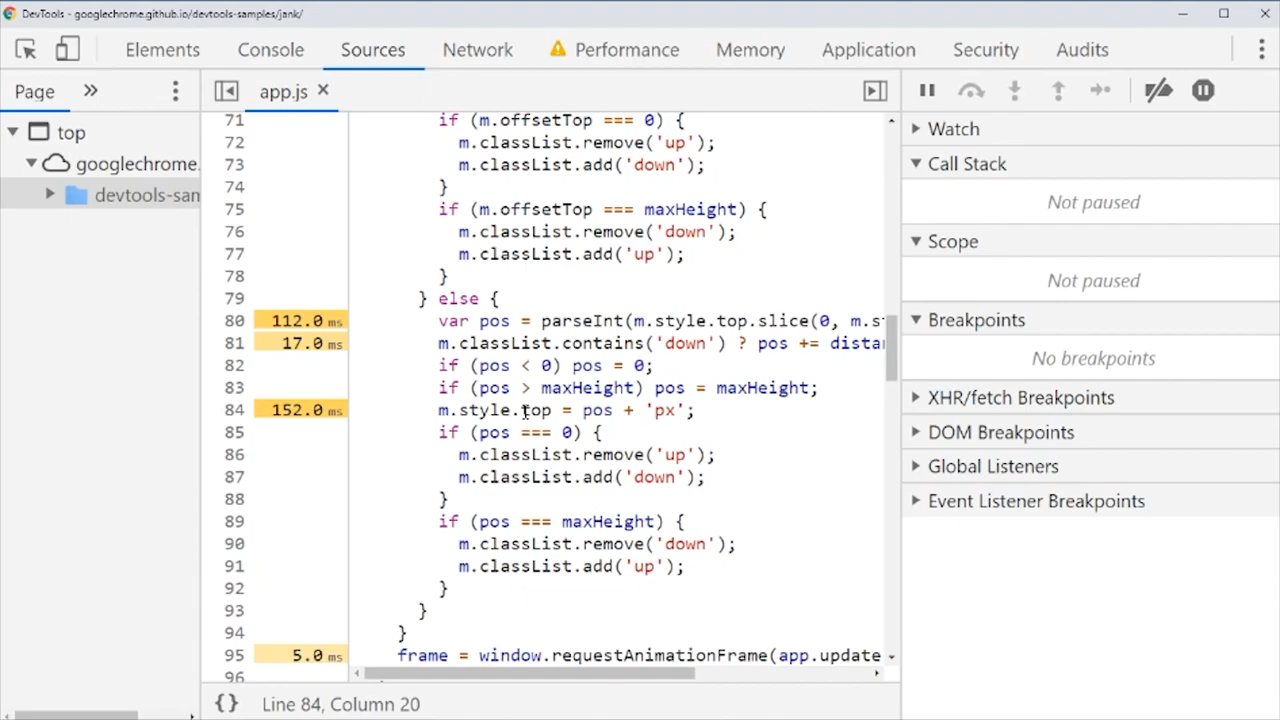 DevTools - googlechrome.github.io/devtools-samples/jank/
Elements Console Sources Network Performance Memory Application Security Audits
Page
app.js
top
googlechrome.
devtools-san
71 if (m.offsetTop === 0) {
72 m.classList.remove('up');
73 m.classList.add('down');
74 }
75 if (m.offsetTop === maxHeight) {
76 m.classList.remove('down');
77 m.classList.add('up');
78 }
79 } else {
80 112.0 ms var pos = parseInt(m.style.top.slice(0, m.s
81 17.0 ms m.classList.contains('down') ? pos += distan
82 if (pos < 0) pos = 0;
83 if (pos > maxHeight) pos = maxHeight;
84 152.0 ms m.style.top = pos + 'px';
85 if (pos === 0) {
86 m.classList.remove('up');
87 m.classList.add('down');
88 }
89 if (pos === maxHeight) {
90 m.classList.remove('down');
91 m.classList.add('up');
92 }
93 }
94 }
95 5.0 ms frame = window.requestAnimationFrame(app.update
96
{} Line 84, Column 20
Watch
Call Stack
Not paused
Scope
Not paused
Breakpoints
No breakpoints
XHR/fetch Breakpoints
DOM Breakpoints
Global Listeners
Event Listener Breakpoints